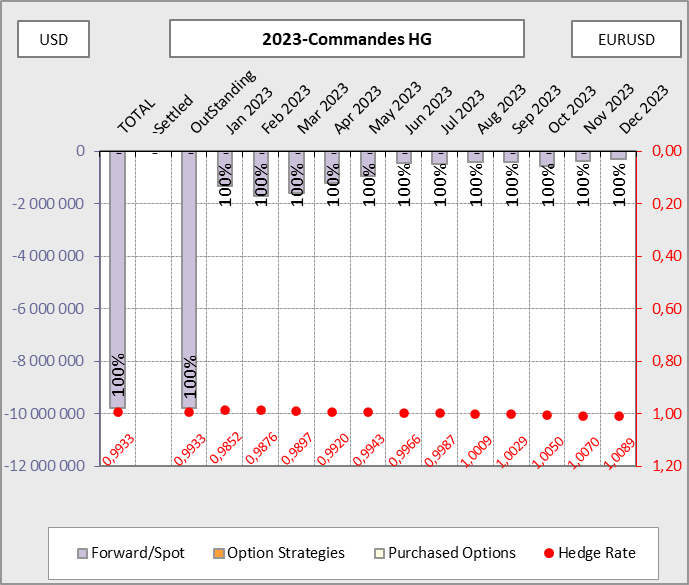 USD
2023-Commandes HG
EURUSD
TOTAL
Settled
OutStanding
Jan 2023
Feb 2023
Mar 2023
Apr 2023
May 2023
Jun 2023
Jul 2023
Aug 2023
Sep 2023
Oct 2023
Nov 2023
Dec 2023
0
-2 000 000
-4 000 000
-6 000 000
-8 000 000
-10 000 000
-12 000 000
100%
100%
100%
100%
100%
100%
100%
100%
100%
100%
100%
100%
100%
100%
0,9933
0,9933
0,9852
0,9876
0,9897
0,9920
0,9943
0,9966
0,9987
1,0009
1,0029
1,0050
1,0070
1,0089
0,00
0,20
0,40
0,60
0,80
1,00
1,20
Forward/Spot
Option Strategies
Purchased Options
Hedge Rate